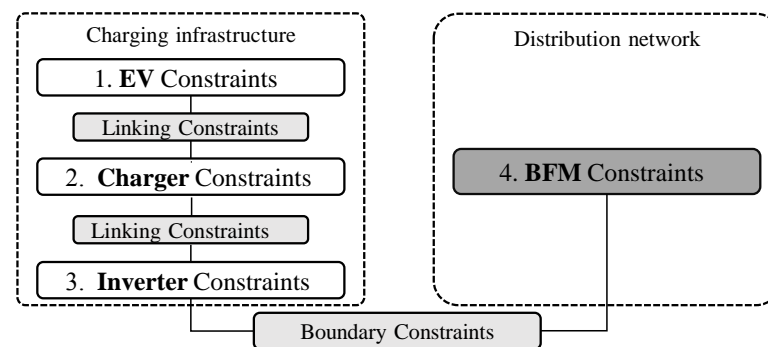 Charging infrastructure
1. EV Constraints
Linking Constraints
2. Charger Constraints
Linking Constraints
3. Inverter Constraints
Distribution network
4. BFM Constraints
Boundary Constraints